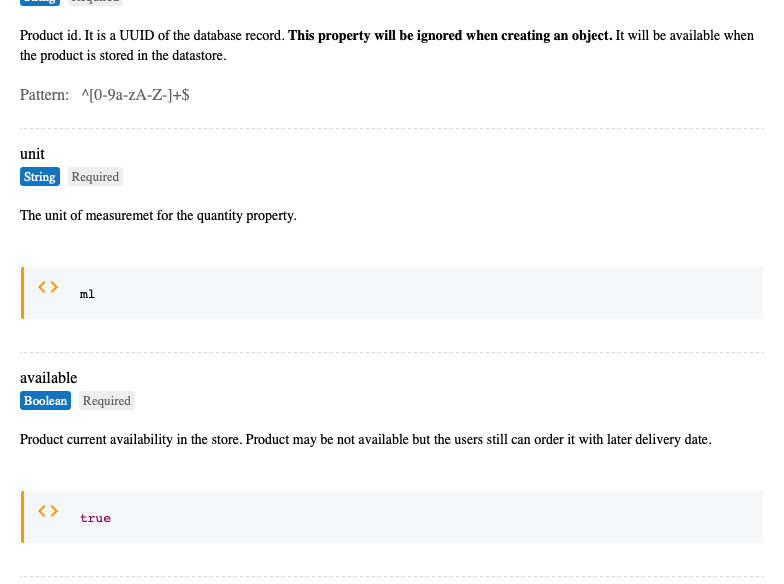 String Required
Product id. It is a UUID of the database record. This property will be ignored when creating an object. It will be available when
the product is stored in the datastore.
Pattern: ^[0-9a-zA-Z-]+$
unit
String Required
The unit of measuremet for the quantity property.
<> ml
available
Boolean Required
Product current availability in the store. Product may be not available but the users still can order it with later delivery date.
<> true